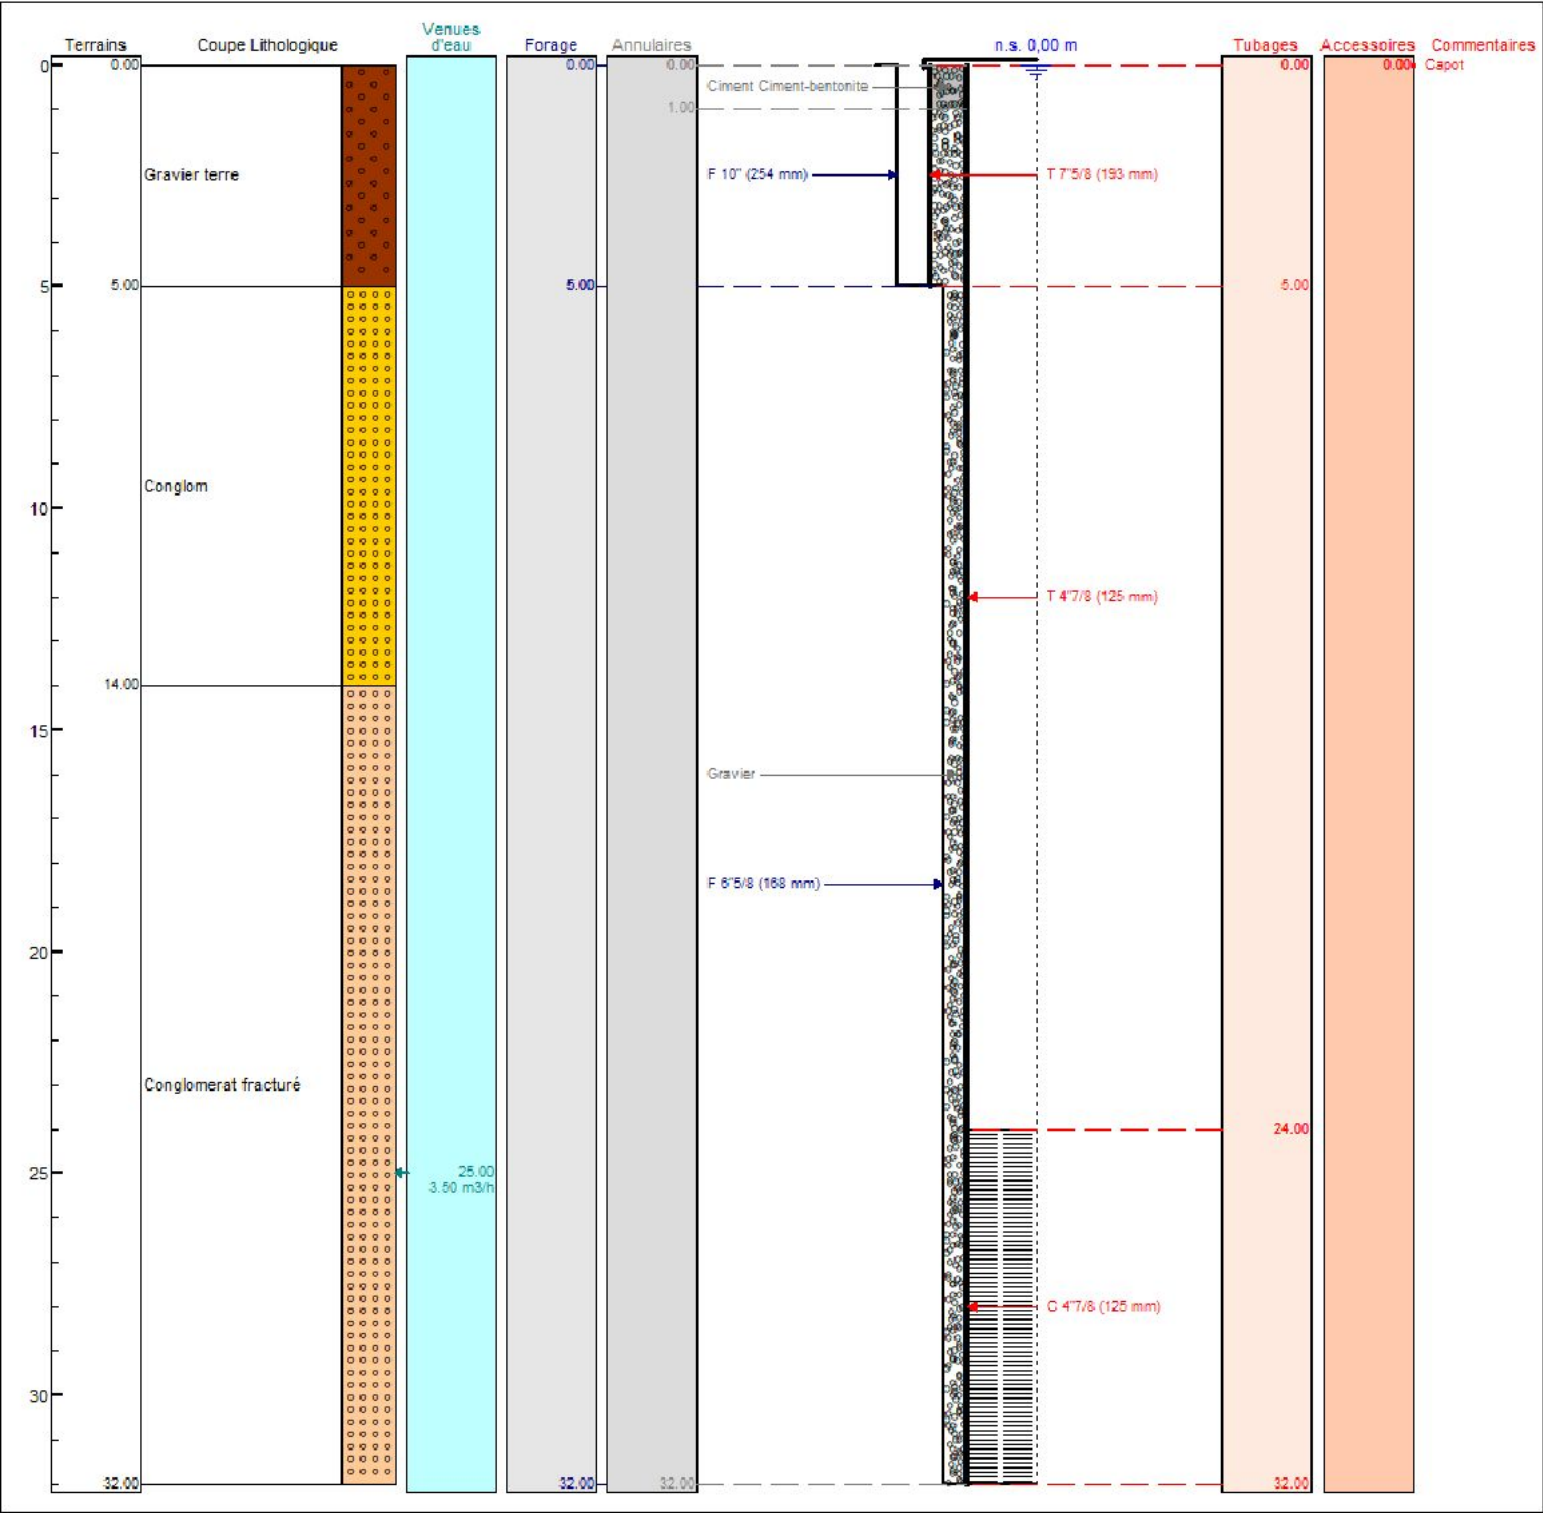 Terrains
Coupe Lithologique
Venues
d'eau
Forage
Annulaires
n.s. 0,00 m
Tubages
Accessoires
Commentaires
0
0.00
0.00
0.00
0.00
0.00
Capot
Ciment Ciment-bentonite
1.00
Gravier terre
F 10" (254 mm)
T 7"5/8 (193 mm)
5
5.00
5.00
5.00
Conglom
10
T 4"7/8 (125 mm)
14.00
15
Gravier
F 6"5/8 (168 mm)
20
Conglomerat fracturé
24.00
25
25.00
3.50 m3/h
C 4"7/8 (125 mm)
30
32.00
32.00
32.00
32.00